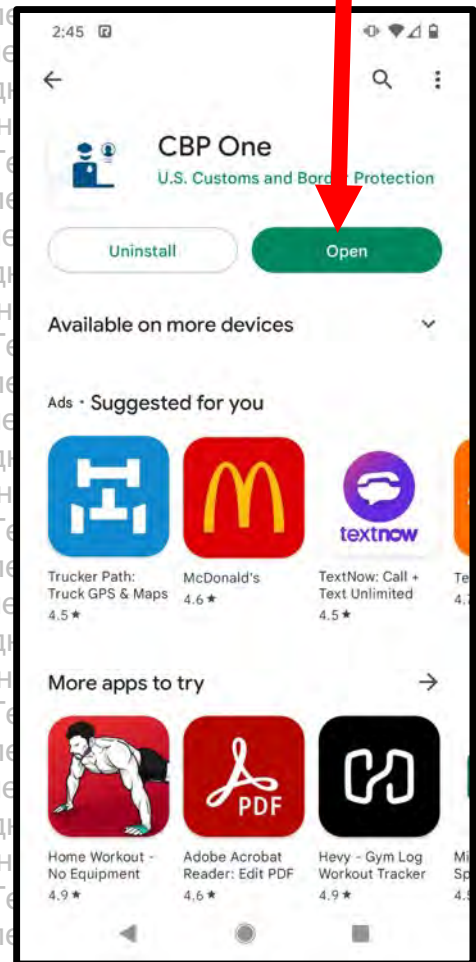 2:45
CBP One
U.S. Customs and Border Protection
Uninstall
Open
Available on more devices
Ads · Suggested for you
textnow
Trucker Path:
Truck GPS & Maps
4.5★
McDonald's
4.6★
TextNow: Call +
Text Unlimited
4.5★
More apps to try
PDF
Home Workout -
No Equipment
4.9★
Adobe Acrobat
Reader: Edit PDF
4.6★
Hevy - Gym Log
Workout Tracker
4.9★